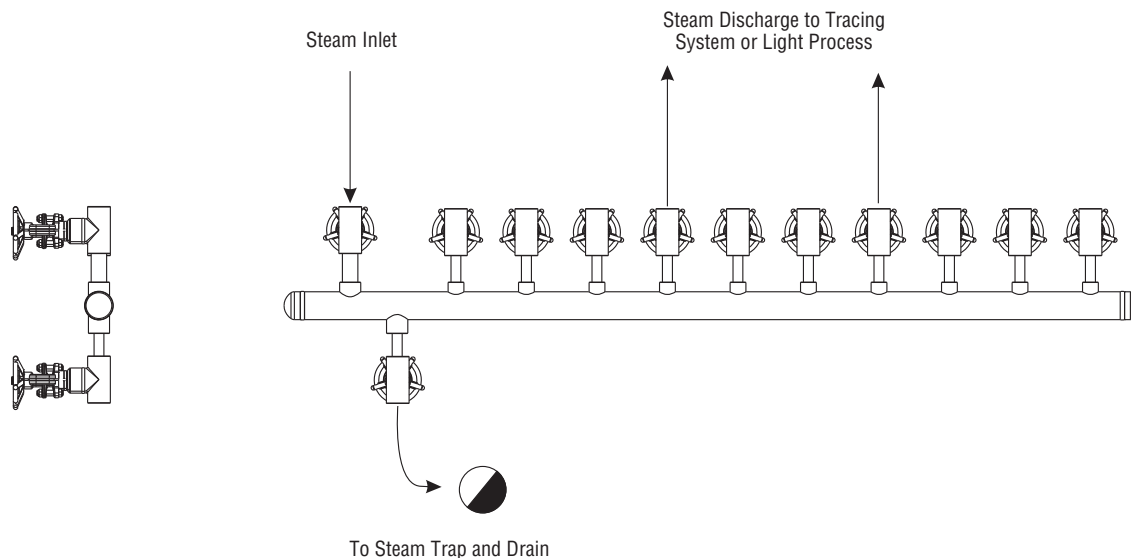 Steam Inlet
Steam Discharge to Tracing
System or Light Process
To Steam Trap and Drain